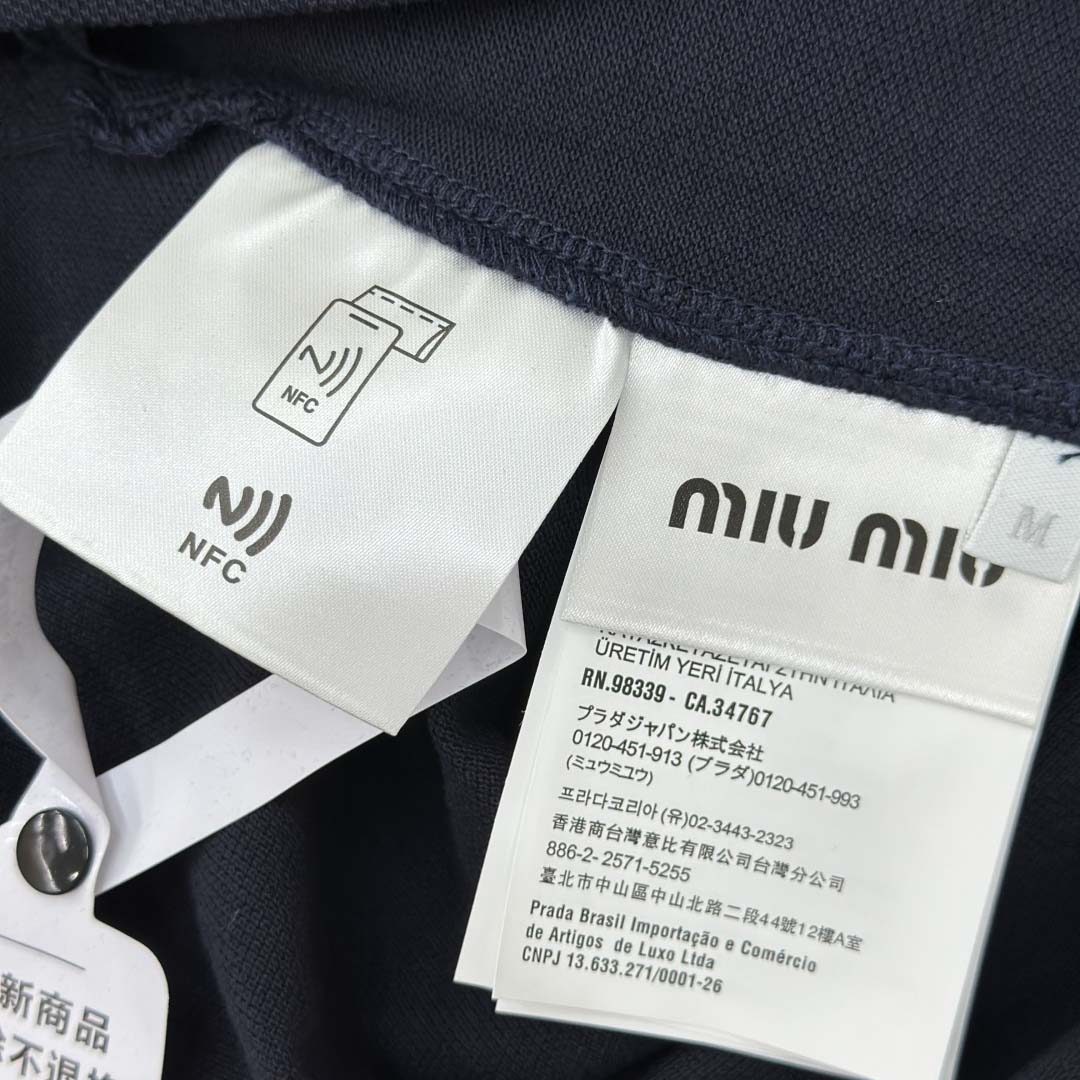 NFC
NFC
miu miu
M
ÜRETİM YERİ İTALYA
RN.98339 - CA.34767
プラダジャパン株式会社
0120-451-913 (プラダ)0120-451-993
(ミュウミュウ)
프라다코리아(유)02-3443-2323
香港商台灣意比有限公司台灣分公司
886-2- 2571-5255
臺北市中山區中山北路二段44號12樓A室
Prada Brasil Importação e Comércio
de Artigos de Luxo Ltda
CNPJ 13.633.271/0001-26
新商品
不退